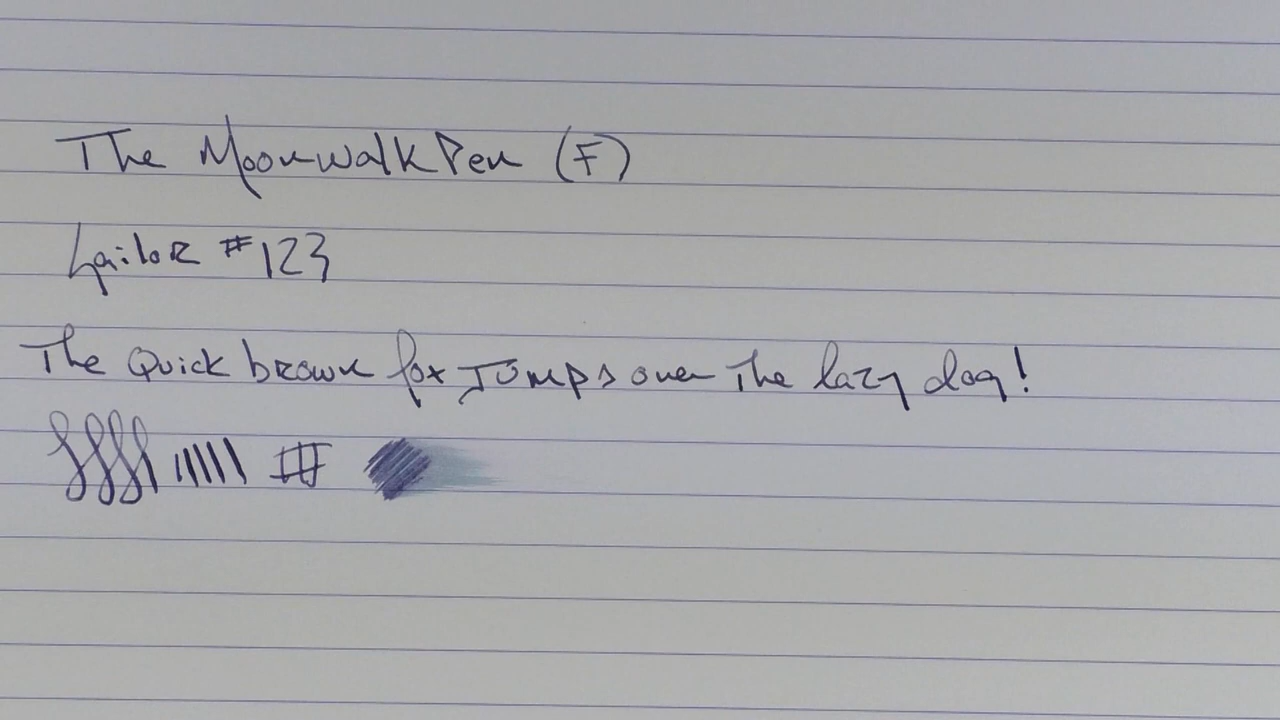 The Moonwalk Pen (F)
Sailor #123
The Quick brown fox Jumps over The lazy dog!